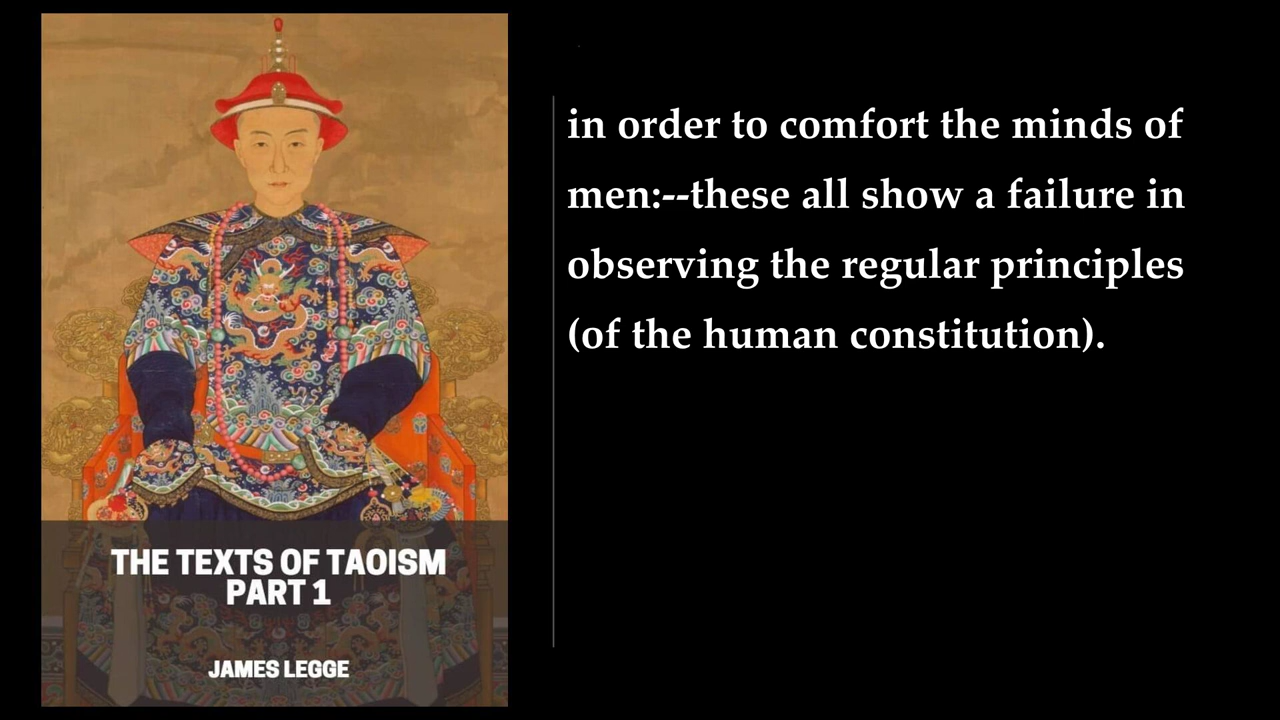 in order to comfort the minds of
men:--these all show a failure in
observing the regular principles
(of the human constitution).
THE TEXTS OF TAOISM
PART 1
JAMES LEGGE